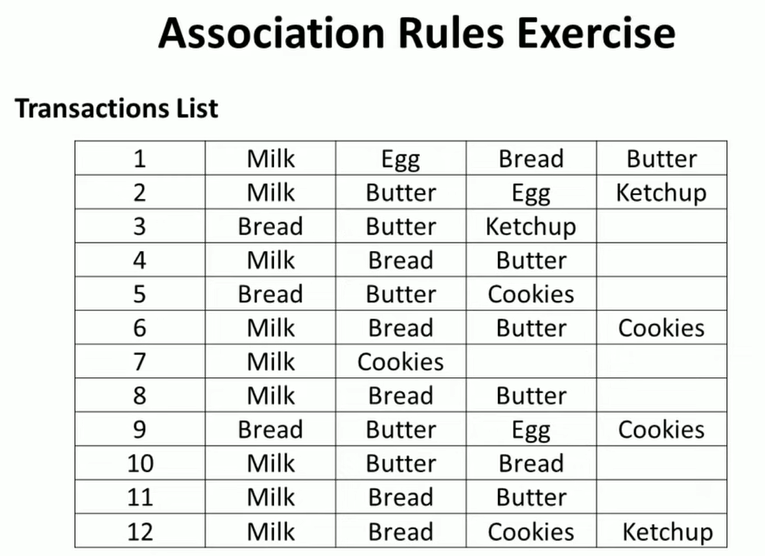 Association Rules Exercise
Transactions List
1 Milk Egg Bread Butter
2 Milk Butter Egg Ketchup
3 Bread Butter Ketchup
4 Milk Bread Butter
5 Bread Butter Cookies
6 Milk Bread Butter Cookies
7 Milk Cookies
8 Milk Bread Butter
9 Bread Butter Egg Cookies
10 Milk Butter Bread
11 Milk Bread Butter
12 Milk Bread Cookies Ketchup